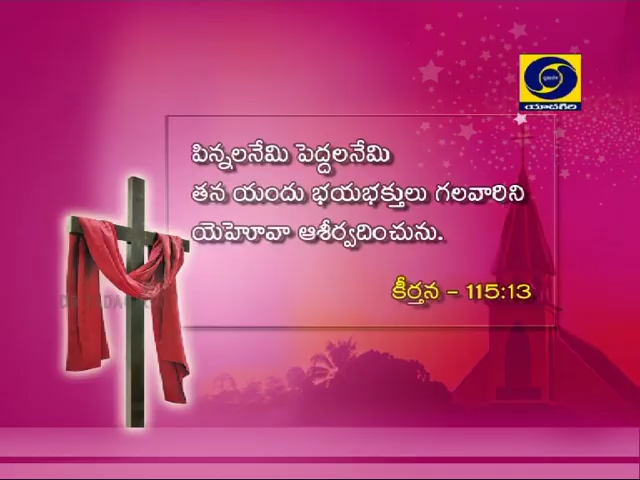 యాదగిరి
పిన్నలనేమి పెద్దలనేమి
తన యందు భయభక్తులు గలవారిని
యెహోవా ఆశీర్వదించును.
కీర్తన - 115:13